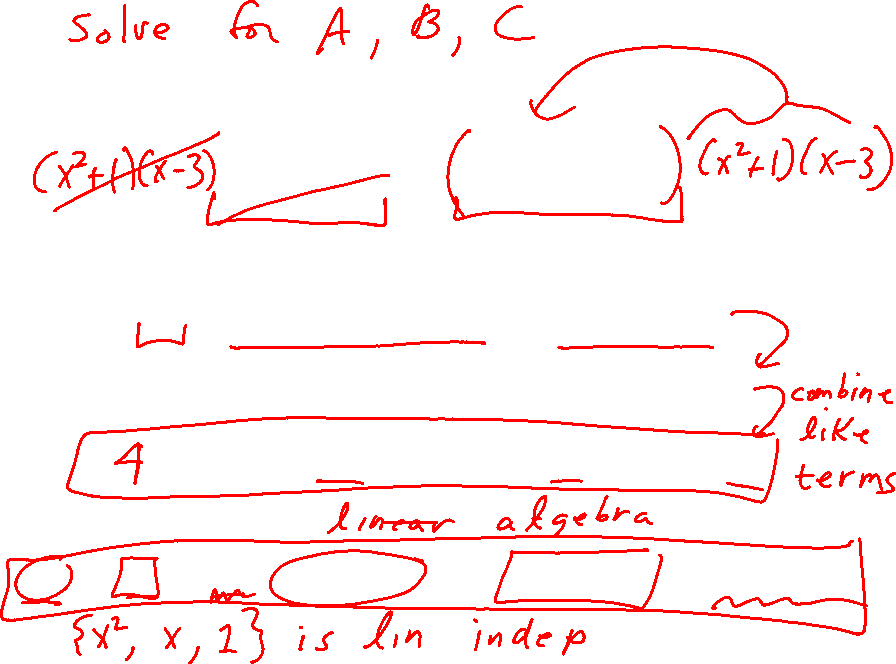 Solve for A, B, C
(x²+1)(x-3) ( ) (x²+1)(x-3)
combine
like
terms
4
linear algebra
{x², x, 1} is lin indep